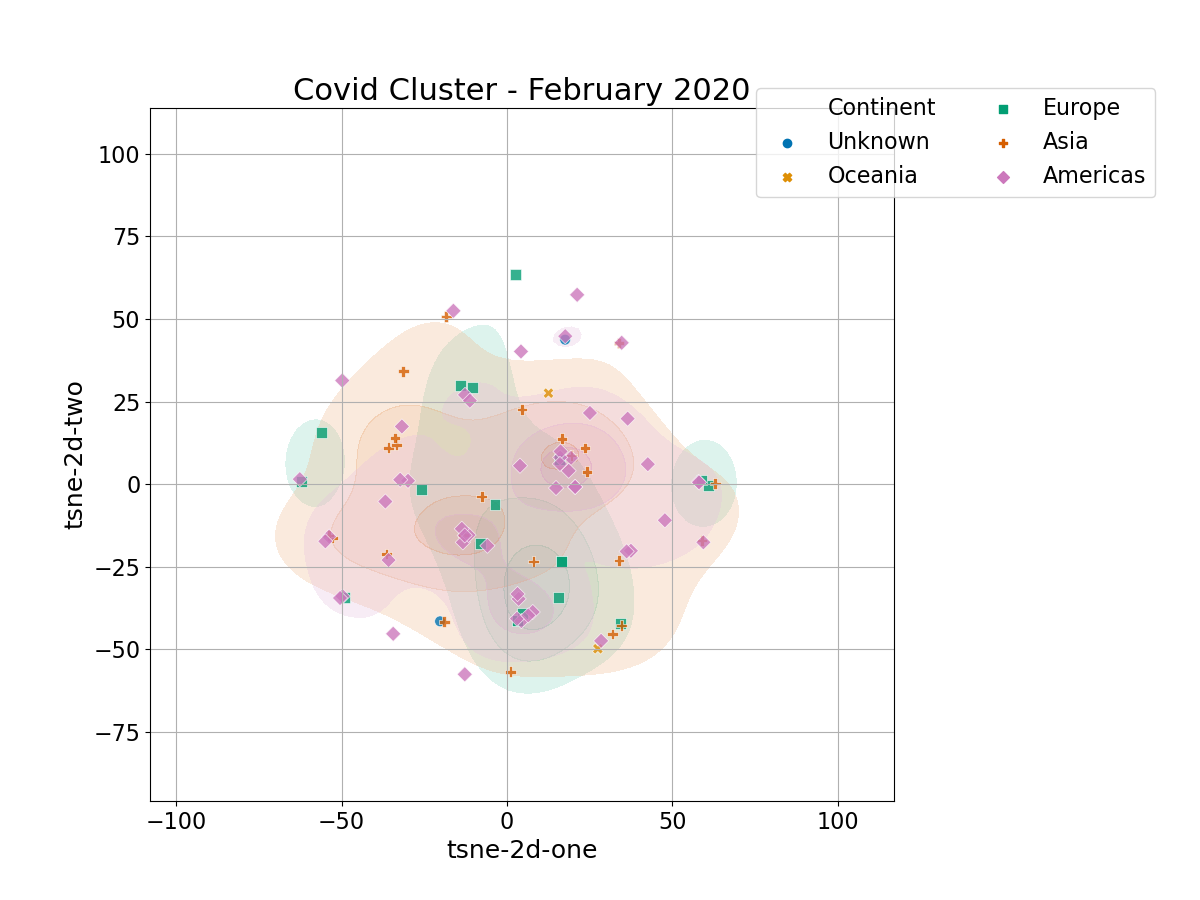 Covid Cluster - February 2020
Continent
Unknown
Oceania
Europe
Asia
Americas
100
75
50
25
0
−25
−50
−75
tsne-2d-two
−100
−50
0
50
100
tsne-2d-one